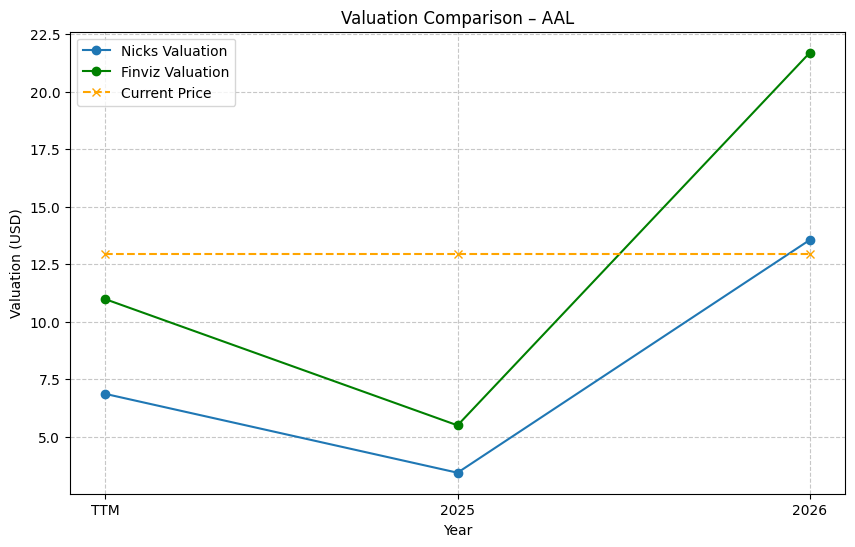 Valuation Comparison – AAL
Nicks Valuation
Finviz Valuation
Current Price
Valuation (USD)
22.5
20.0
17.5
15.0
12.5
10.0
7.5
5.0
TTM
2025
2026
Year